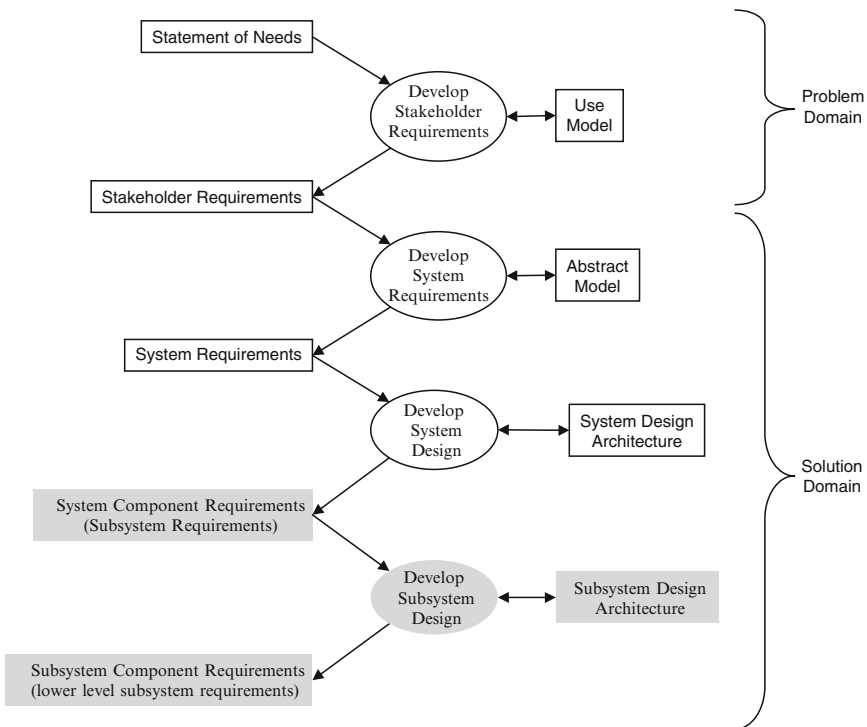 Statement of Needs
Develop
Stakeholder
Requirements
Use
Model
Problem
Domain
Stakeholder Requirements
Develop
System
Requirements
Abstract
Model
System Requirements
Develop
System
Design
System Design
Architecture
Solution
Domain
System Component Requirements
(Subsystem Requirements)
Develop
Subsystem
Design
Subsystem Design
Architecture
Subsystem Component Requirements
(lower level subsystem requirements)